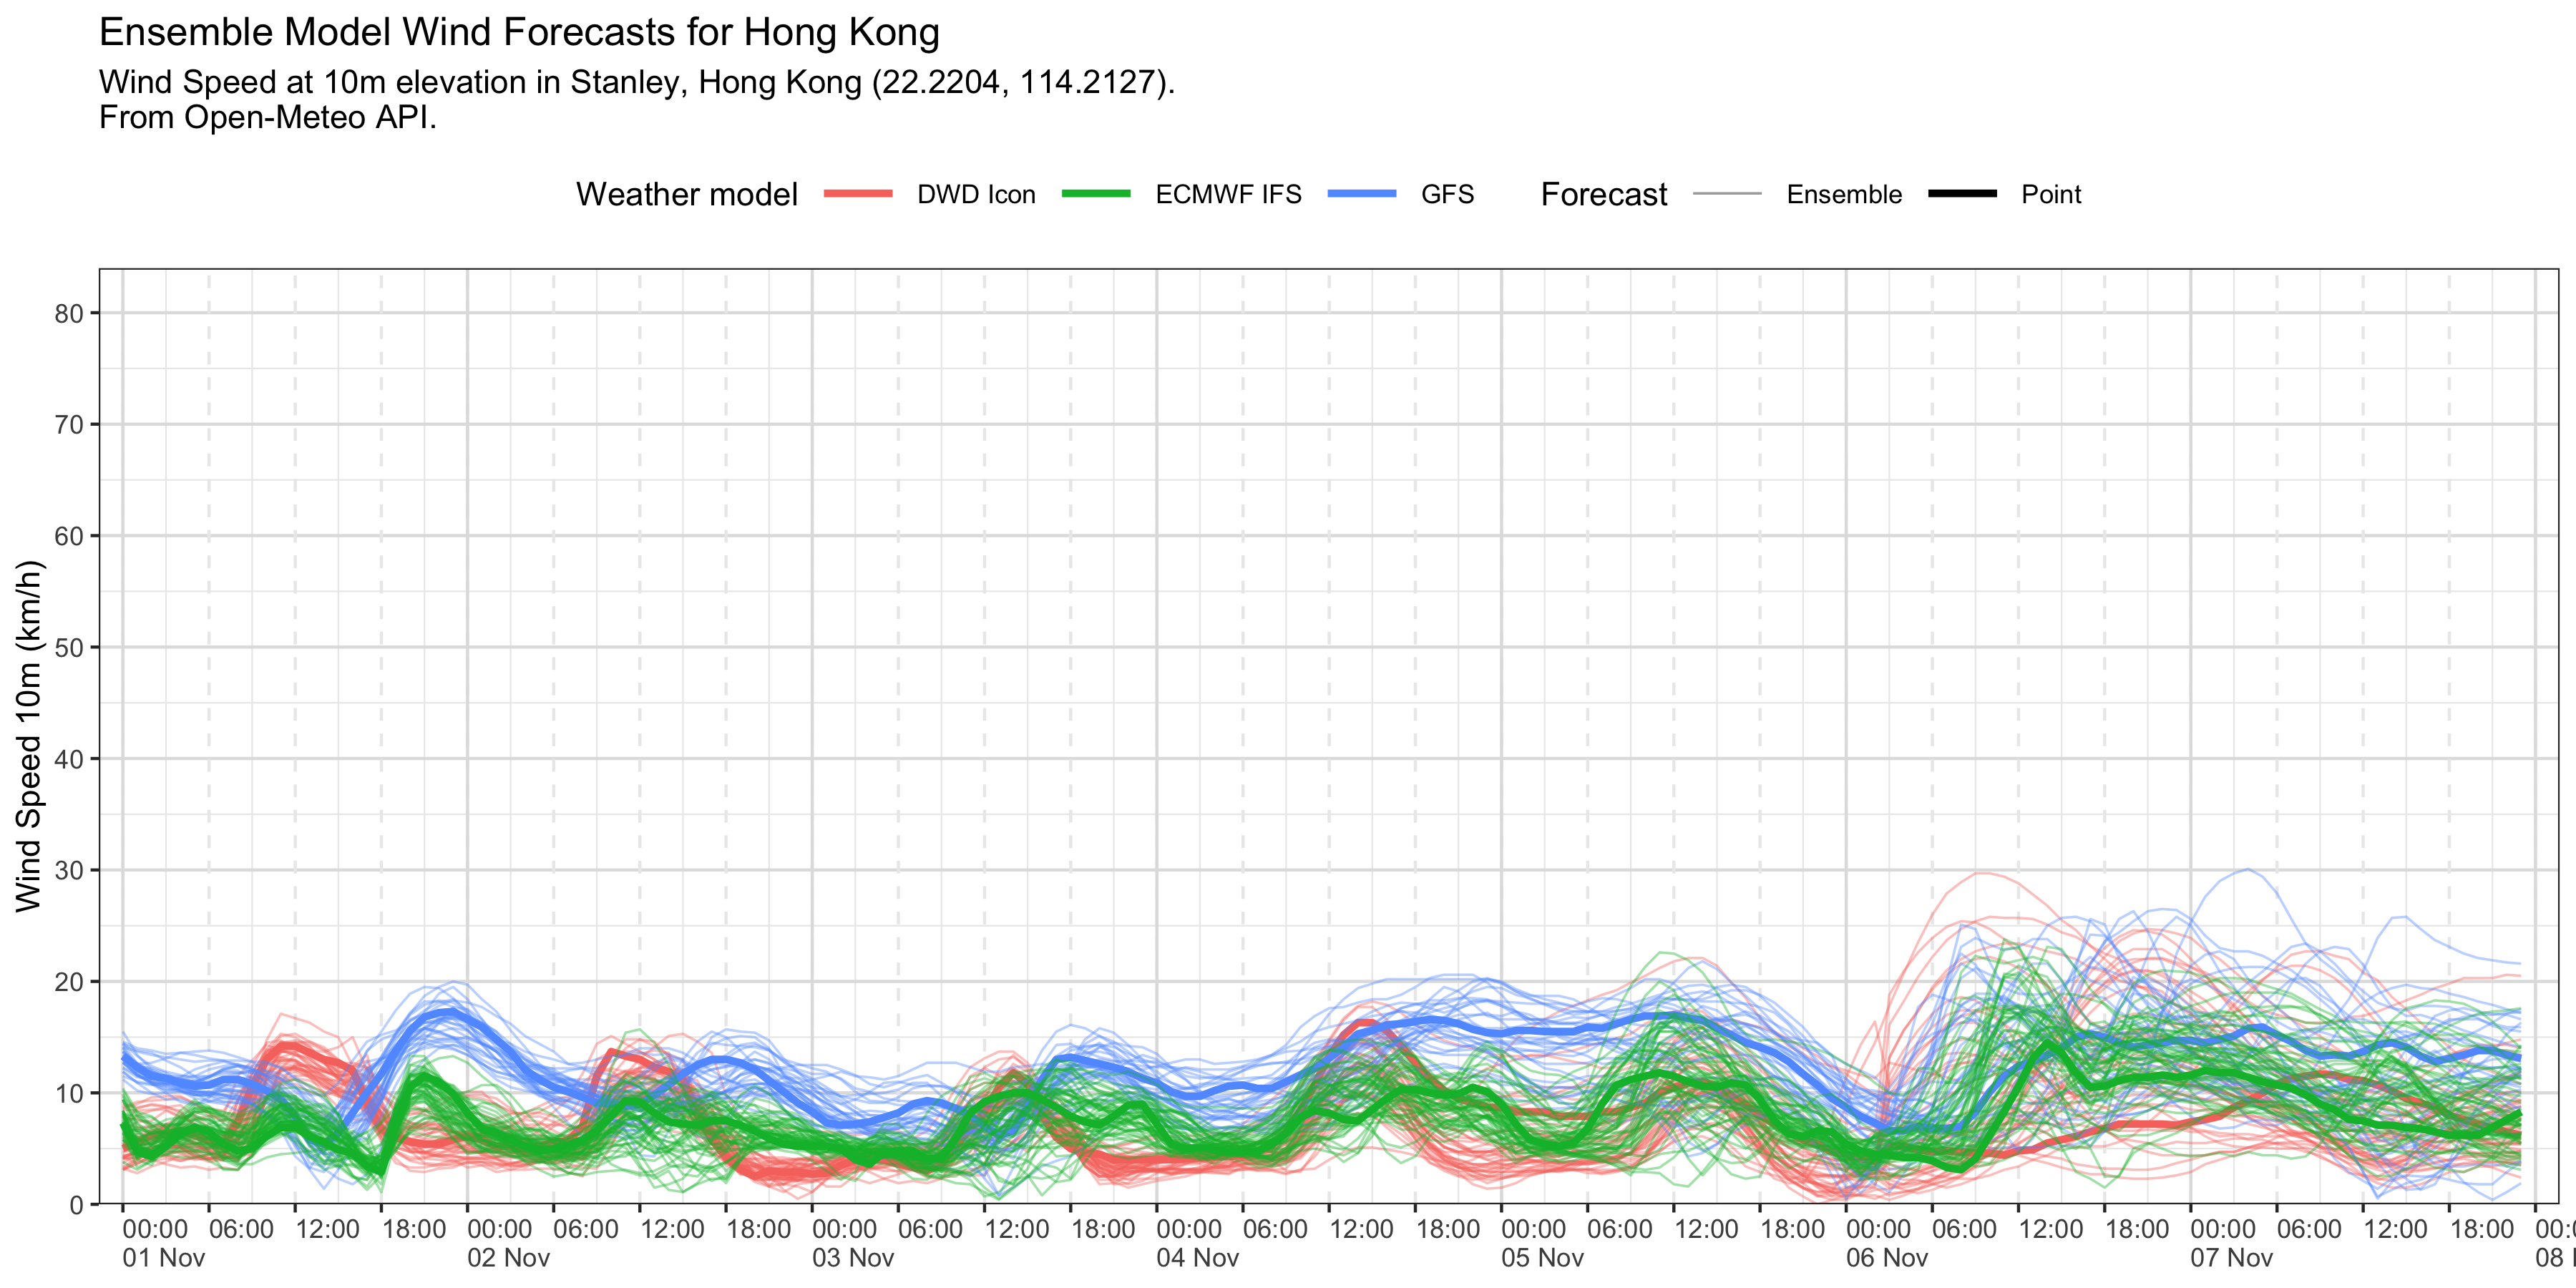 Ensemble Model Wind Forecasts for Hong Kong
Wind Speed at 10m elevation in Stanley, Hong Kong (22.2204, 114.2127).
From Open-Meteo API.
Weather model DWD Icon ECMWF IFS GFS Forecast Ensemble Point
Wind Speed 10m (km/h)
80
70
60
50
40
30
20
10
0
00:00 06:00 12:00 18:00 00:00 06:00 12:00 18:00 00:00 06:00 12:00 18:00 00:00 06:00 12:00 18:00 00:00 06:00 12:00 18:00 00:00 06:00 12:00 18:00 00:00 06:00 12:00 18:00 00:
01 Nov 02 Nov 03 Nov 04 Nov 05 Nov 06 Nov 07 Nov 08